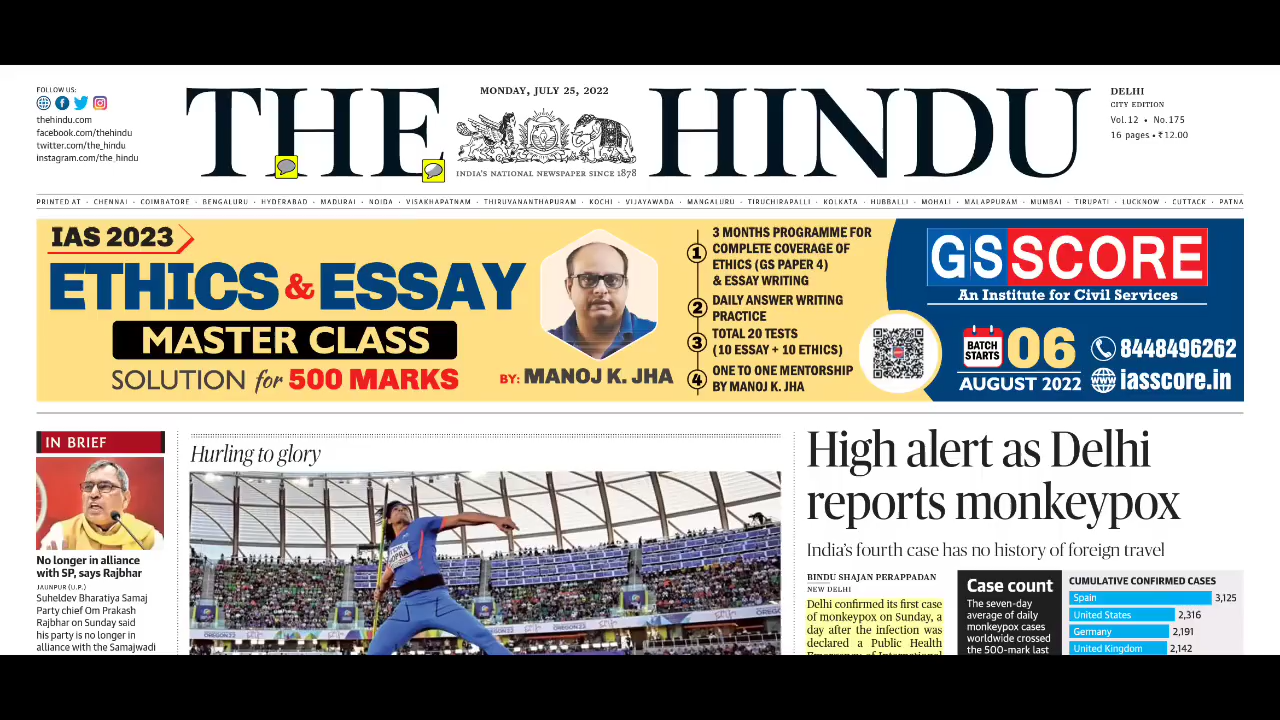 FOLLOW US:
thehindu.com
facebook.com/thehindu
twitter.com/the_hindu
instagram.com/the_hindu
THE HINDU
MONDAY, JULY 25, 2022
INDIA'S NATIONAL NEWSPAPER SINCE 1878
DELHI
CITY EDITION
Vol.12 • No.175
16 pages • ₹12.00
PRINTED AT • CHENNAI • COIMBATORE • BENGALURU • HYDERABAD • MADURAI • NOIDA • VISAKHAPATNAM • THIRUVANANTHAPURAM • KOCHI • VIJAYAWADA • MANGALURU • TIRUCHIRAPALLI • KOLKATA • HUBBALLI • MOHALI • MALAPPURAM • MUMBAI • TIRUPATI • LUCKNOW • CUTTACK • PATNA
IAS 2023
ETHICS & ESSAY
MASTER CLASS
SOLUTION for 500 MARKS
BY: MANOJ K. JHA
1 3 MONTHS PROGRAMME FOR
COMPLETE COVERAGE OF
ETHICS (GS PAPER 4)
& ESSAY WRITING
2 DAILY ANSWER WRITING
PRACTICE
3 TOTAL 20 TESTS
(10 ESSAY + 10 ETHICS)
4 ONE TO ONE MENTORSHIP
BY MANOJ K. JHA
GS SCORE
An Institute for Civil Services
BATCH
STARTS
06
AUGUST 2022
8448496262
www iasscore.in
IN BRIEF
No longer in alliance
with SP, says Rajbhar
JAUNPUR (U.P.)
Suheldev Bharatiya Samaj
Party chief Om Prakash
Rajbhar on Sunday said
his party is no longer in
alliance with the Samajwadi
Hurling to glory
CHOPRA
High alert as Delhi
reports monkeypox
India's fourth case has no history of foreign travel
BINDU SHAJAN PERAPPADAN
NEW DELHI
Delhi confirmed its first case
of monkeypox on Sunday, a
day after the infection was
declared a Public Health
Emergency of International
Case count
The seven-day
average of daily
monkeypox cases
worldwide crossed
the 500-mark last
CUMULATIVE CONFIRMED CASES
Spain 3,125
United States 2,316
Germany 2,191
United Kingdom 2,142